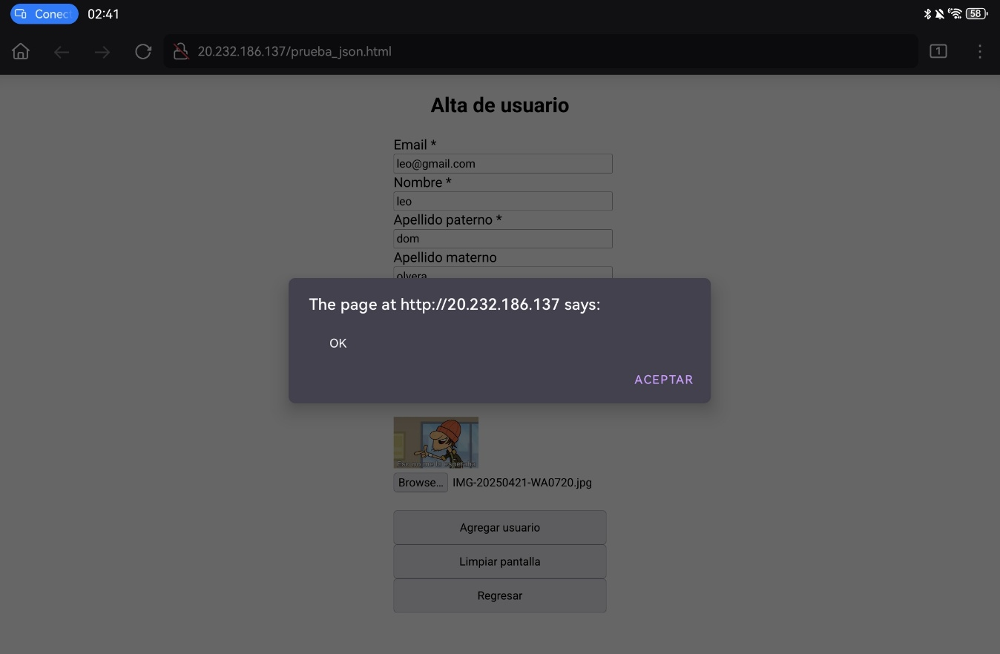 Conec
02:41
58
20.232.186.137/prueba_json.html
1
Alta de usuario
Email *
leo@gmail.com
Nombre *
leo
Apellido paterno *
dom
Apellido materno
olvera
The page at http://20.232.186.137 says:
OK
ACEPTAR
Eso no me lo esperaba
Browse... IMG-20250421-WA0720.jpg
Agregar usuario
Limpiar pantalla
Regresar